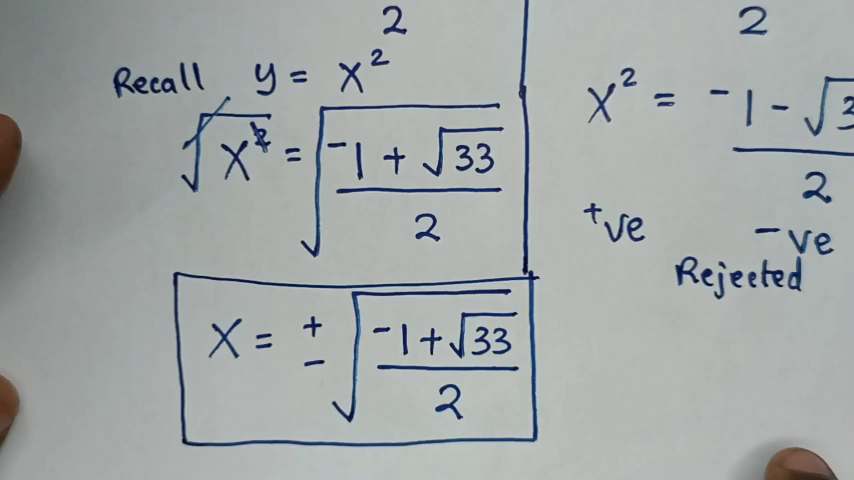 2
Recall y = x²
√x² = √((-1 + √33)/2)
X = ± √((-1 + √33)/2)
2
X² = (-1 - √3/2
+ve -ve
Rejected